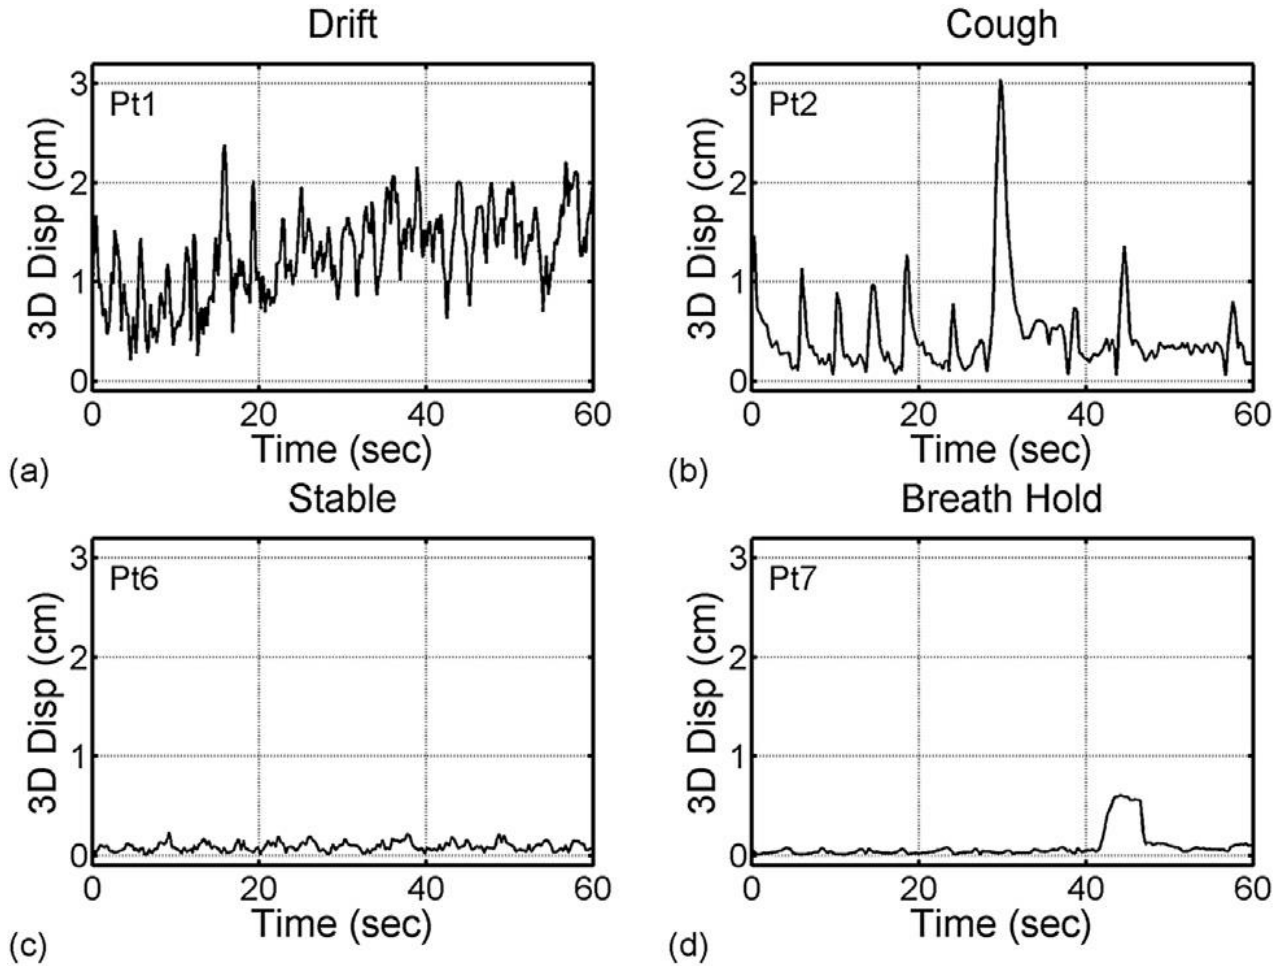 Drift
Cough
3
2
1
0
3D Disp (cm)
Pt1
0 20 40 60
Time (sec)
(a)
3
2
1
0
3D Disp (cm)
Pt2
0 20 40 60
Time (sec)
(b)
Stable
Breath Hold
3
2
1
0
3D Disp (cm)
Pt6
0 20 40 60
Time (sec)
(c)
3
2
1
0
3D Disp (cm)
Pt7
0 20 40 60
Time (sec)
(d)